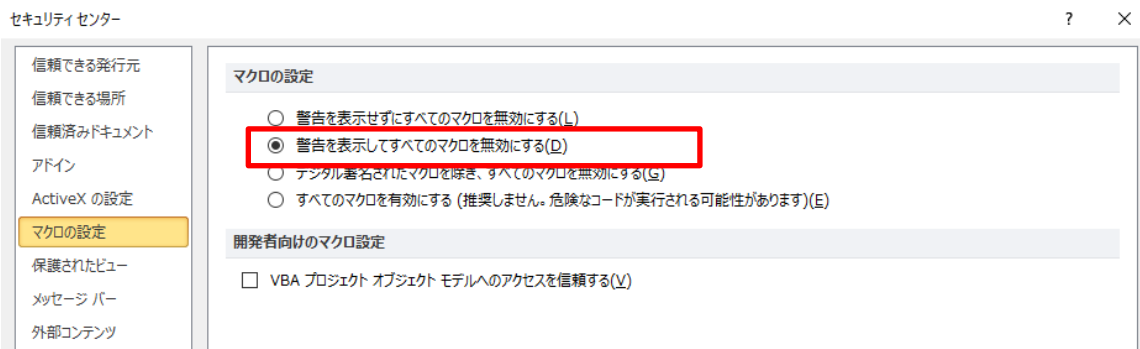 セキュリティ センター
? ×
信頼できる発行元
信頼できる場所
信頼済みドキュメント
アドイン
ActiveX の設定
マクロの設定
保護されたビュー
メッセージ バー
外部コンテンツ
マクロの設定
警告を表示せずにすべてのマクロを無効にする(L)
警告を表示してすべてのマクロを無効にする(D)
デジタル署名されたマクロを除き、すべてのマクロを無効にする(G)
すべてのマクロを有効にする (推奨しません。危険なコードが実行される可能性があります)(E)
開発者向けのマクロ設定
VBA プロジェクト オブジェクト モデルへのアクセスを信頼する(V)